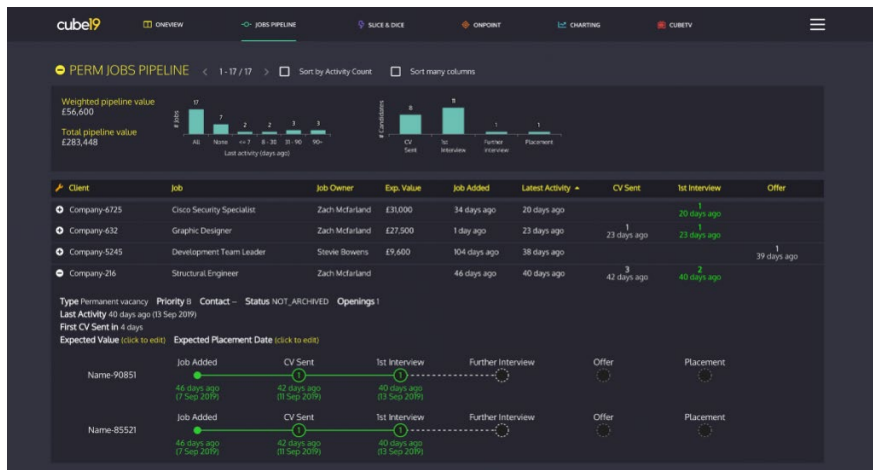 cube19 ONEVIEW JOBS PIPELINE SLICE & DICE ONPOINT CHARTING CUBETV
PERM JOBS PIPELINE < 1 - 17 / 17 > Sort by Activity Count Sort many columns
Weighted pipeline value
£56,600
Total pipeline value
£283,448
# Jobs
17 7 2 2 3 3
All None <= 7 8 - 30 31 - 90 90+
Last activity (days ago)
# Candidates
8 11 1 1
CV Sent 1st Interview Further Interview Placement
Client Job Job Owner Exp. Value Job Added Latest Activity CV Sent 1st Interview Offer
Company-6725 Cisco Security Specialist Zach Mcfarland £31,000 34 days ago 20 days ago 1
20 days ago
Company-632 Graphic Designer Zach Mcfarland £27,500 1 day ago 23 days ago 1 1
23 days ago 23 days ago
Company-5245 Development Team Leader Stevie Bowens £9,600 104 days ago 38 days ago 1
39 days ago
Company-216 Structural Engineer Zach Mcfarland 46 days ago 40 days ago 3 2
42 days ago 40 days ago
Type Permanent vacancy Priority B Contact – Status NOT_ARCHIVED Openings 1
Last Activity 40 days ago (13 Sep 2019)
First CV Sent in 4 days
Expected Value (click to edit) Expected Placement Date (click to edit)
Job Added CV Sent 1st Interview Further Interview Offer Placement
Name-90851 1 1
46 days ago 42 days ago 40 days ago
(7 Sep 2019) (11 Sep 2019) (13 Sep 2019)
Job Added CV Sent 1st Interview Further Interview Offer Placement
Name-85521 1 1
46 days ago 42 days ago 40 days ago
(7 Sep 2019) (11 Sep 2019) (13 Sep 2019)